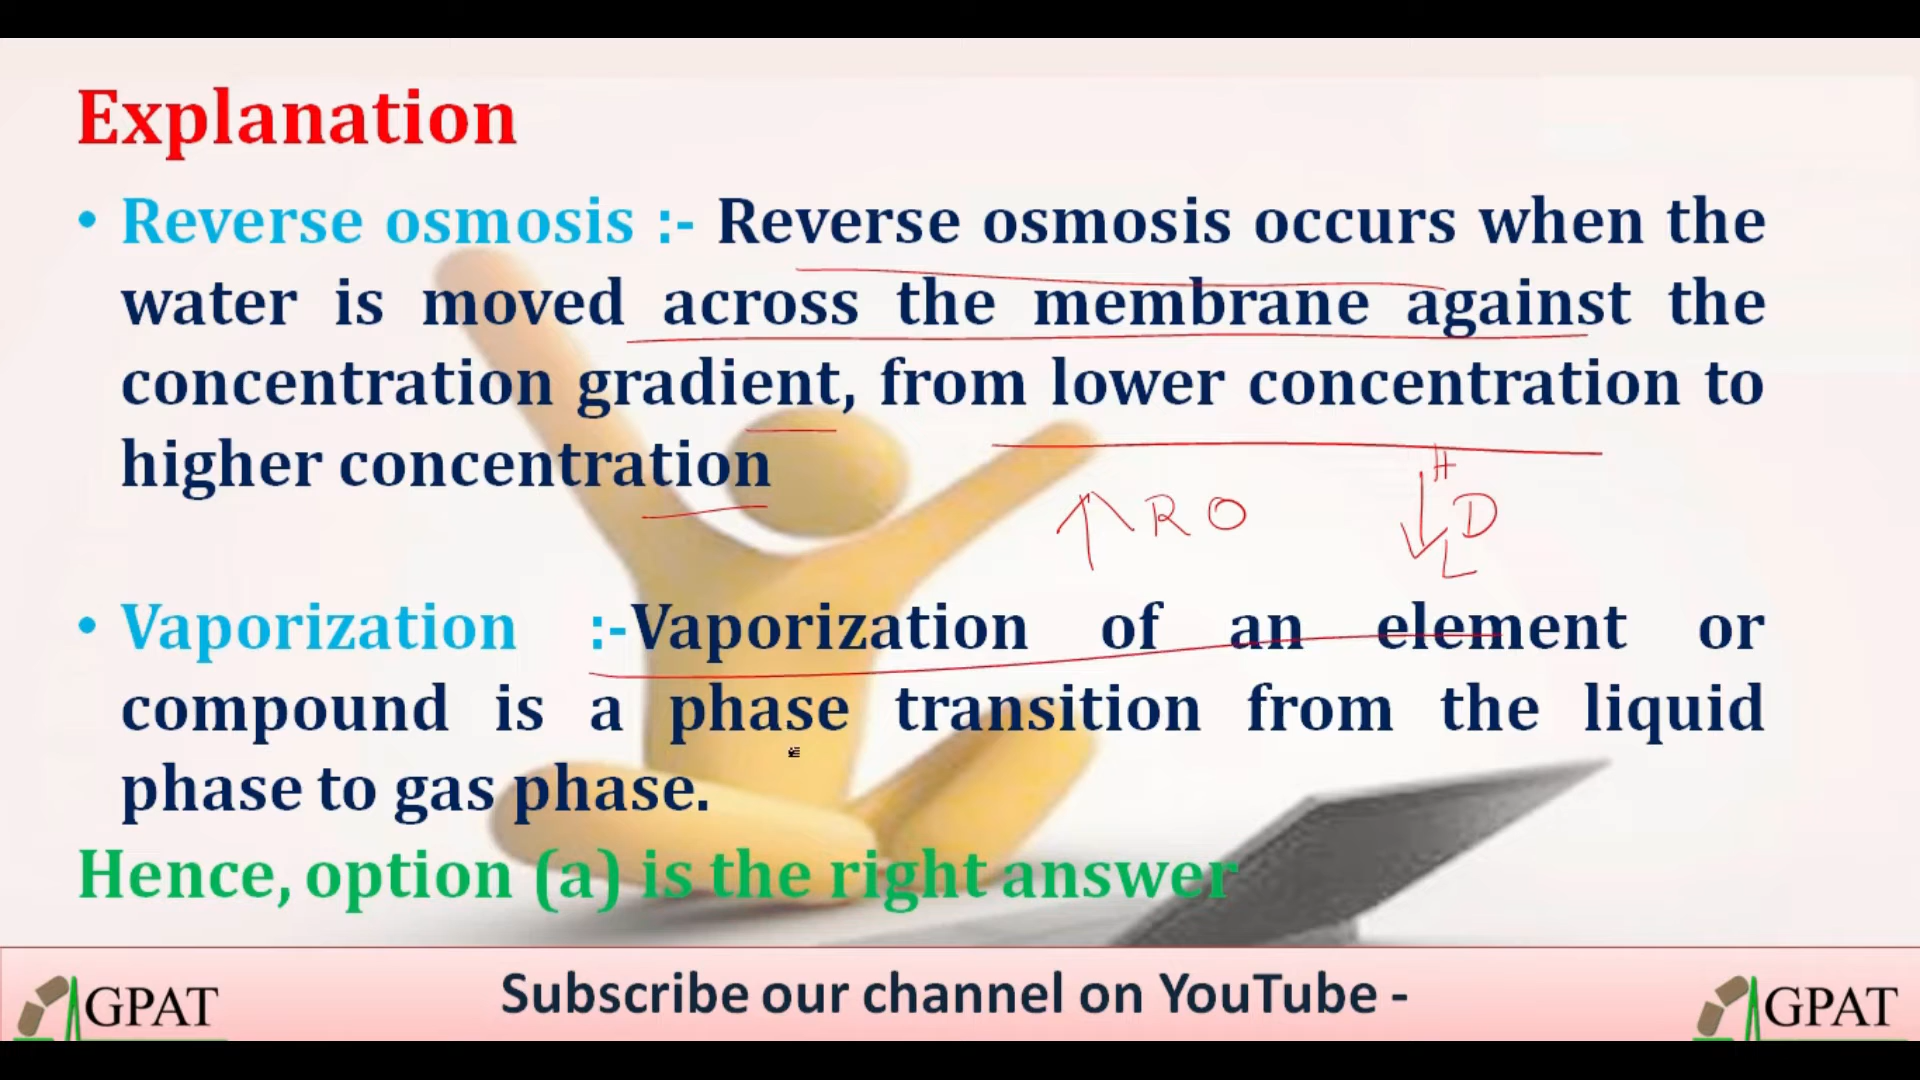 Explanation
• Reverse osmosis :- Reverse osmosis occurs when the
water is moved across the membrane against the
concentration gradient, from lower concentration to
higher concentration
H
R O
D
L
• Vaporization :-Vaporization of an element or
compound is a phase transition from the liquid
phase to gas phase.
Hence, option (a) is the right answer
GPAT
Subscribe our channel on YouTube -
GPAT